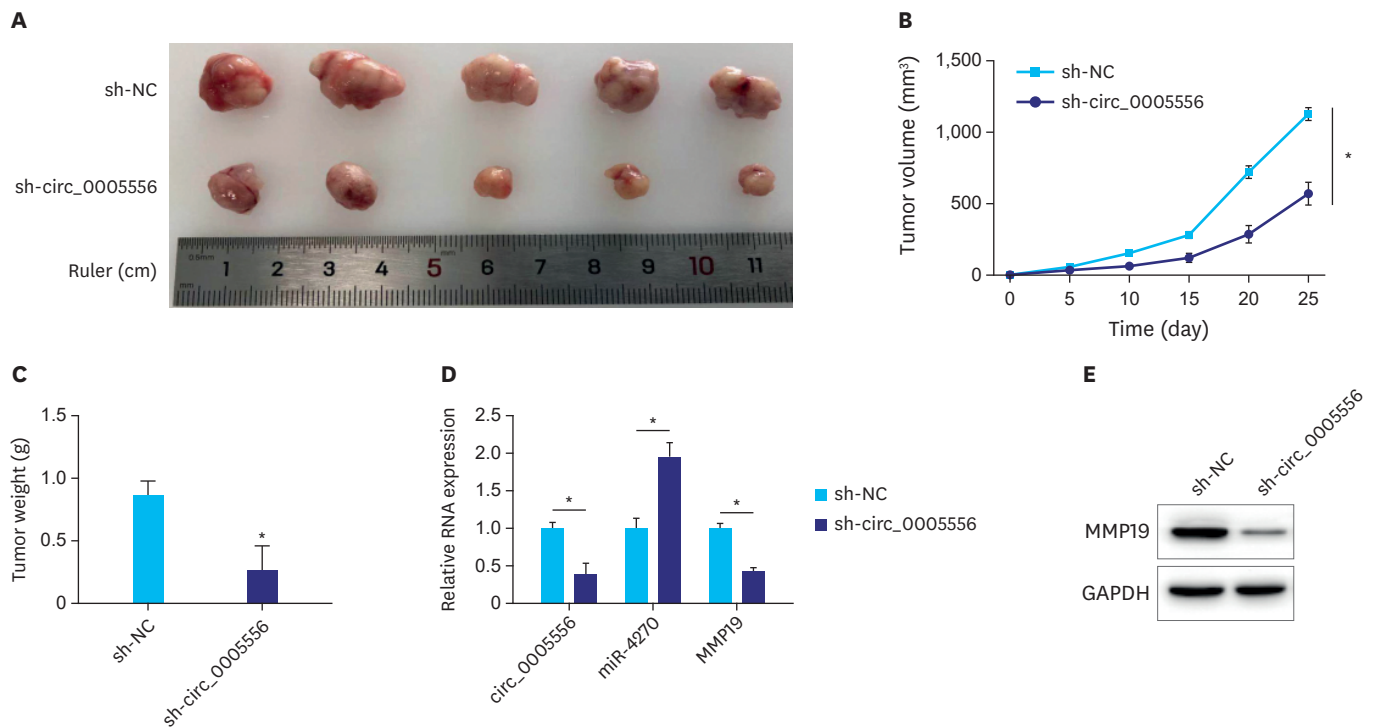 A
sh-NC
sh-circ_0005556
Ruler (cm)
0.5mm
mm
mm
1 2 3 4 5 6 7 8 9 10 11
B
Tumor volume (mm³)
1,500
1,000
500
0
sh-NC
sh-circ_0005556
*
0 5 10 15 20 25
Time (day)
C
Tumor weight (g)
1.5
1.0
0.5
0
*
sh-NC
sh-circ_0005556
D
Relative RNA expression
2.5
2.0
1.5
1.0
0.5
0
* * *
circ_0005556
miR-4270
MMP19
sh-NC
sh-circ_0005556
E
sh-NC
sh-circ_0005556
MMP19
GAPDH